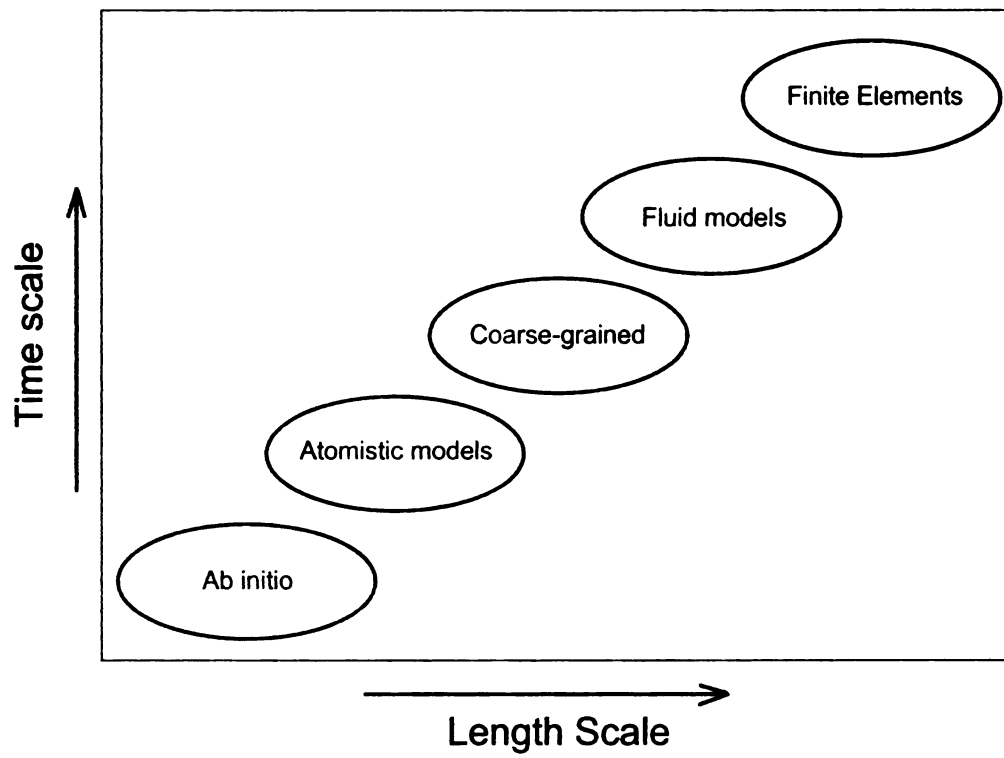 Finite Elements
Fluid models
Coarse-grained
Atomistic models
Ab initio
Time scale
Length Scale